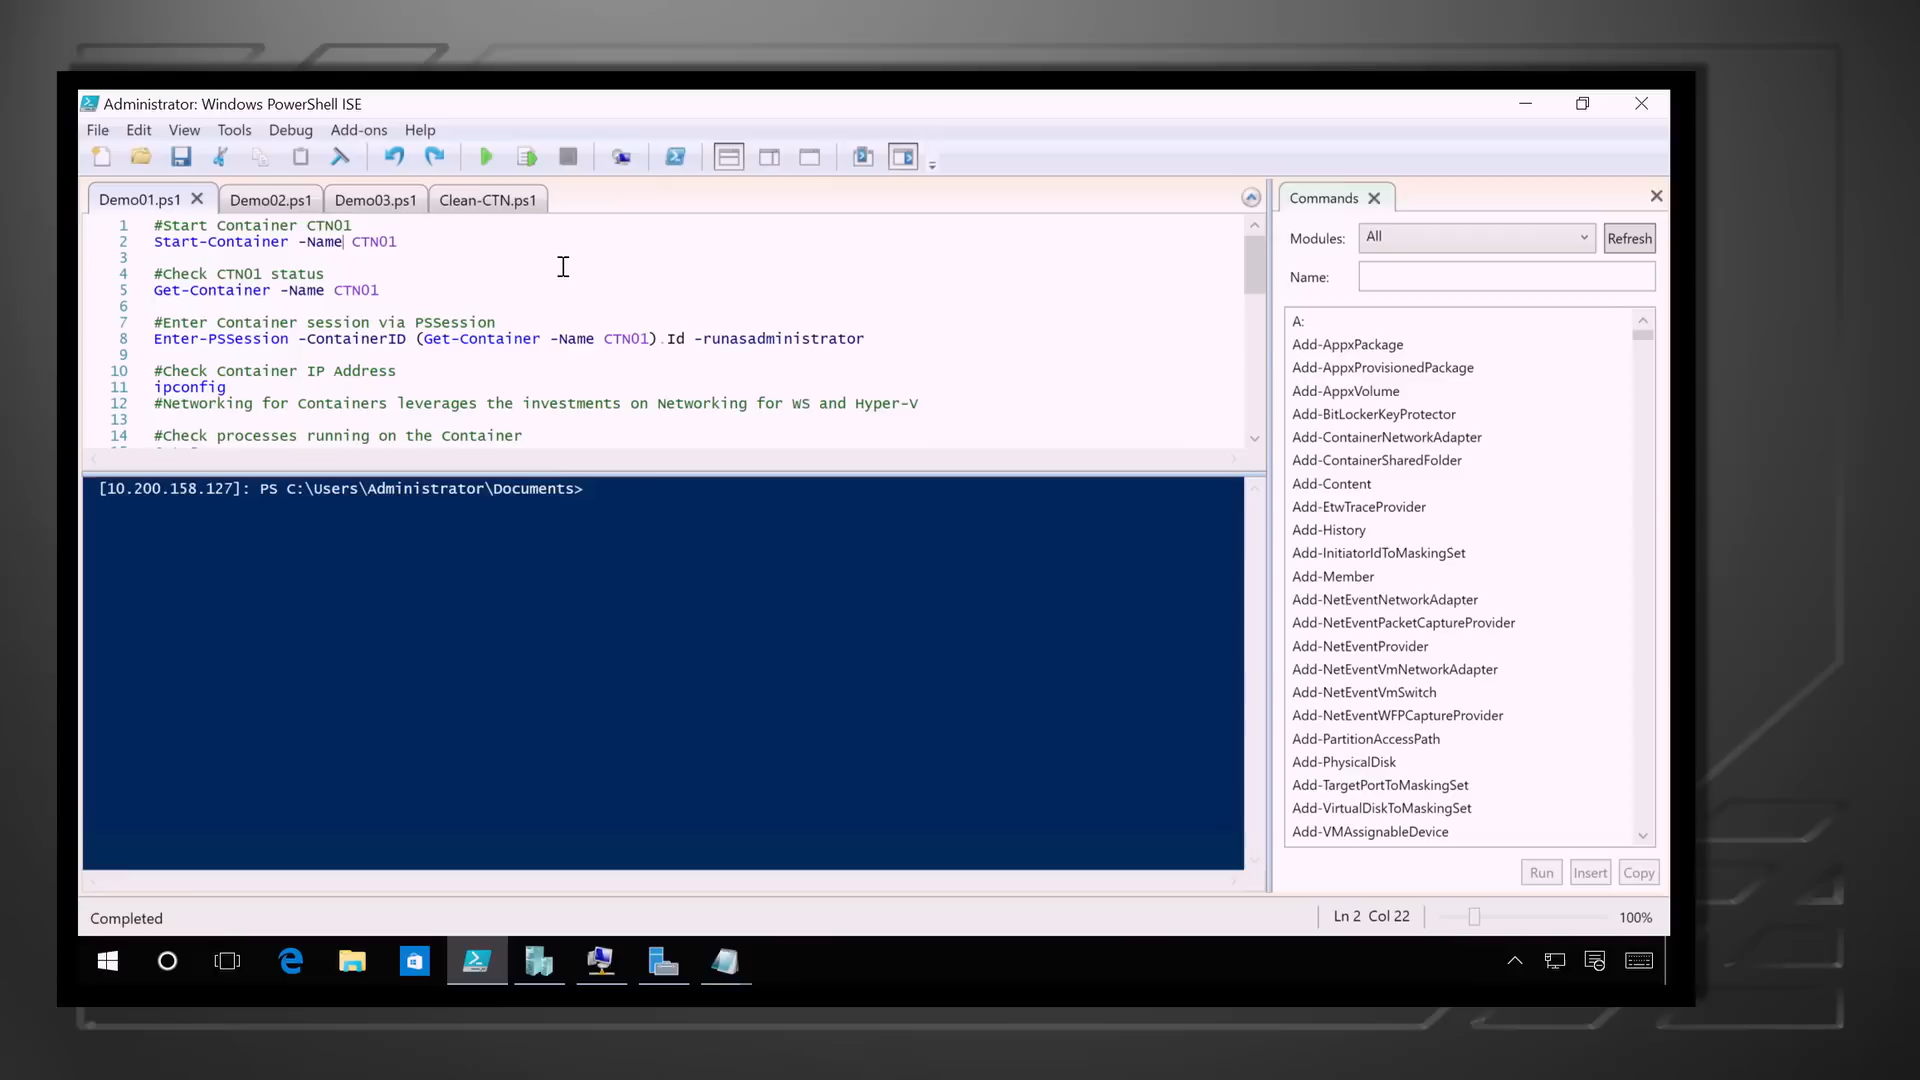 Administrator: Windows PowerShell ISE
File Edit View Tools Debug Add-ons Help
Demo01.ps1 Demo02.ps1 Demo03.ps1 Clean-CTN.ps1
1 #Start Container CTN01
2 Start-Container -Name CTN01
3
4 #Check CTN01 status
5 Get-Container -Name CTN01
6
7 #Enter Container session via PSSession
8 Enter-PSSession -ContainerID (Get-Container -Name CTN01).Id -runasadministrator
9
10 #Check Container IP Address
11 ipconfig
12 #Networking for Containers leverages the investments on Networking for WS and Hyper-V
13
14 #Check processes running on the Container
[10.200.158.127]: PS C:\Users\Administrator\Documents>
Commands
Modules: All Refresh
Name:
A:
Add-AppxPackage
Add-AppxProvisionedPackage
Add-AppxVolume
Add-BitLockerKeyProtector
Add-ContainerNetworkAdapter
Add-ContainerSharedFolder
Add-Content
Add-EtwTraceProvider
Add-History
Add-InitiatorIdToMaskingSet
Add-Member
Add-NetEventNetworkAdapter
Add-NetEventPacketCaptureProvider
Add-NetEventProvider
Add-NetEventVmNetworkAdapter
Add-NetEventVmSwitch
Add-NetEventWFPCaptureProvider
Add-PartitionAccessPath
Add-PhysicalDisk
Add-TargetPortToMaskingSet
Add-VirtualDiskToMaskingSet
Add-VMAssignableDevice
Run Insert Copy
Completed Ln 2 Col 22 100%